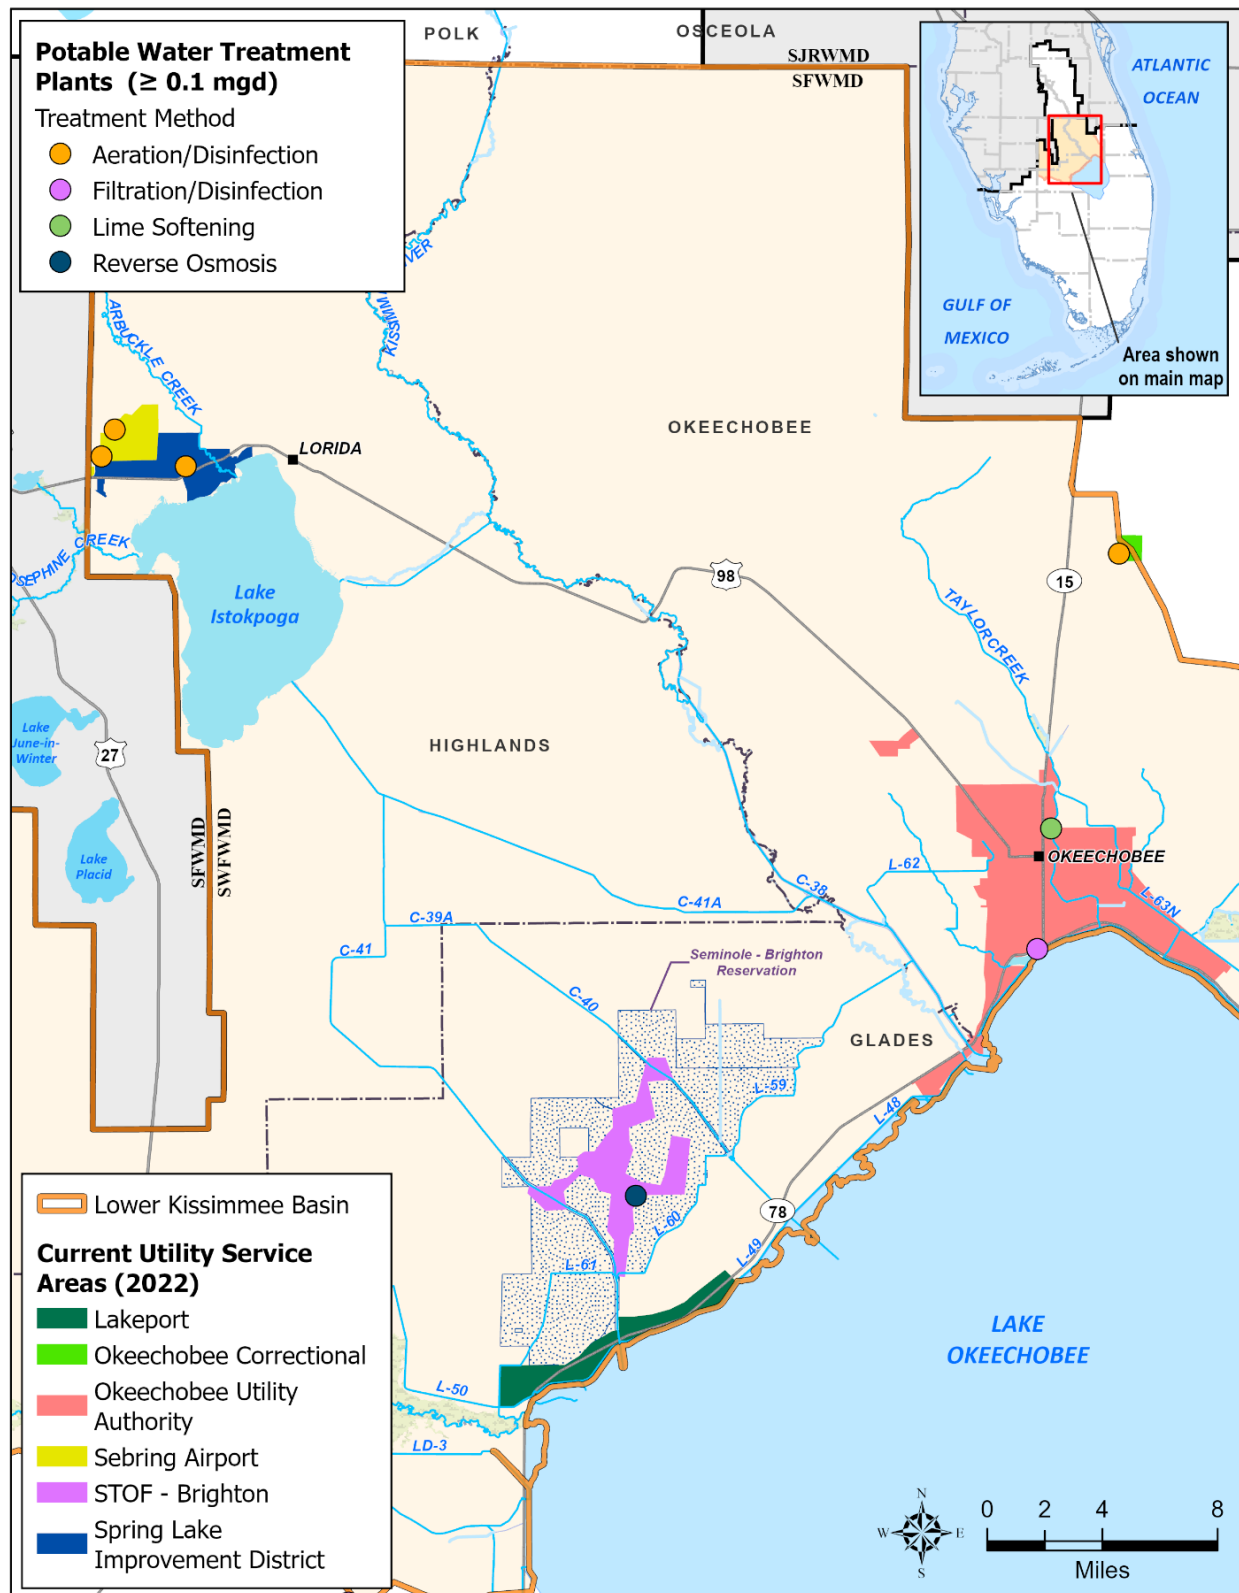 Potable Water Treatment
Plants (≥ 0.1 mgd)
Treatment Method
Aeration/Disinfection
Filtration/Disinfection
Lime Softening
Reverse Osmosis
POLK
OSCEOLA
SJRWMD
SFWMD
ATLANTIC
OCEAN
GULF OF
MEXICO
Area shown
on main map
ARBUCKLE CREEK
LORIDA
OKEECHOBEE
JOSEPHINE CREEK
Lake
Istokpoga
98
15
TAYLORCREEK
Lake
June-in-
Winter
27
HIGHLANDS
Lake
Placid
SFWMD
SWFWMD
OKEECHOBEE
L-62
C-38
C-41A
C-39A
L-63N
C-41
Seminole - Brighton
Reservation
C-40
GLADES
L-59
L-48
78
L-60
L-49
L-61
LAKE
OKEECHOBEE
L-50
LD-3
Lower Kissimmee Basin
Current Utility Service
Areas (2022)
Lakeport
Okeechobee Correctional
Okeechobee Utility
Authority
Sebring Airport
STOF - Brighton
Spring Lake
Improvement District
N
W
E
S
0 2 4 8
Miles